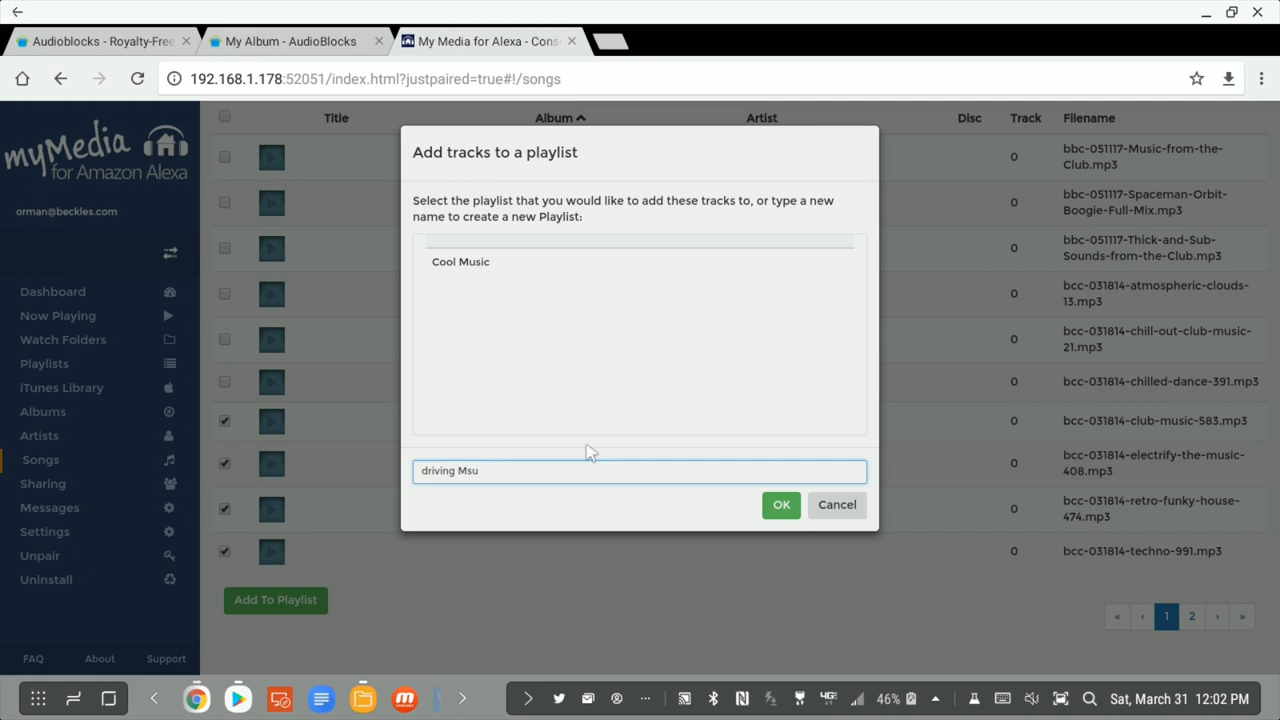 Audioblocks - Royalty-Free
My Album - AudioBlocks
My Media for Alexa - Cons
192.168.1.178:52051/index.html?justpaired=true#!/songs
myMedia
for Amazon Alexa
orman@beckles.com
Dashboard
Now Playing
Watch Folders
Playlists
iTunes Library
Albums
Artists
Songs
Sharing
Messages
Settings
Unpair
Uninstall
FAQ About Support
Title Album Artist Disc Track Filename
0 bbc-051117-Music-from-the-
Club.mp3
0 bbc-051117-Spaceman-Orbit-
Boogie-Full-Mix.mp3
0 bbc-051117-Thick-and-Sub-
Sounds-from-the-Club.mp3
0 bcc-031814-atmospheric-clouds-
13.mp3
0 bcc-031814-chill-out-club-music-
21.mp3
0 bcc-031814-chilled-dance-391.mp3
0 bcc-031814-club-music-583.mp3
0 bcc-031814-electrify-the-music-
408.mp3
0 bcc-031814-retro-funky-house-
474.mp3
0 bcc-031814-techno-991.mp3
Add To Playlist
« ‹ 1 2 › »
Add tracks to a playlist
Select the playlist that you would like to add these tracks to, or type a new
name to create a new Playlist:
Cool Music
driving Msu
OK Cancel
4G LTE 46% Sat, March 31 12:02 PM